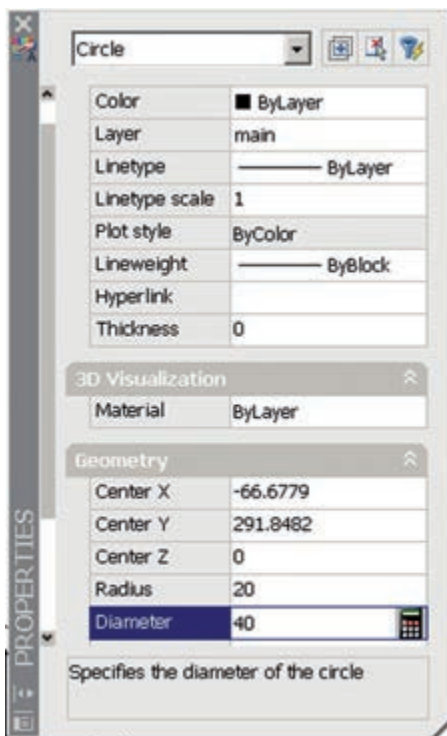 Circle
Color ByLayer
Layer main
Linetype ByLayer
Linetype scale 1
Plot style ByColor
Lineweight ByBlock
Hyperlink
Thickness 0
3D Visualization
Material ByLayer
Geometry
Center X -66.6779
Center Y 291.8482
Center Z 0
Radius 20
Diameter 40
Specifies the diameter of the circle
PROPERTIES